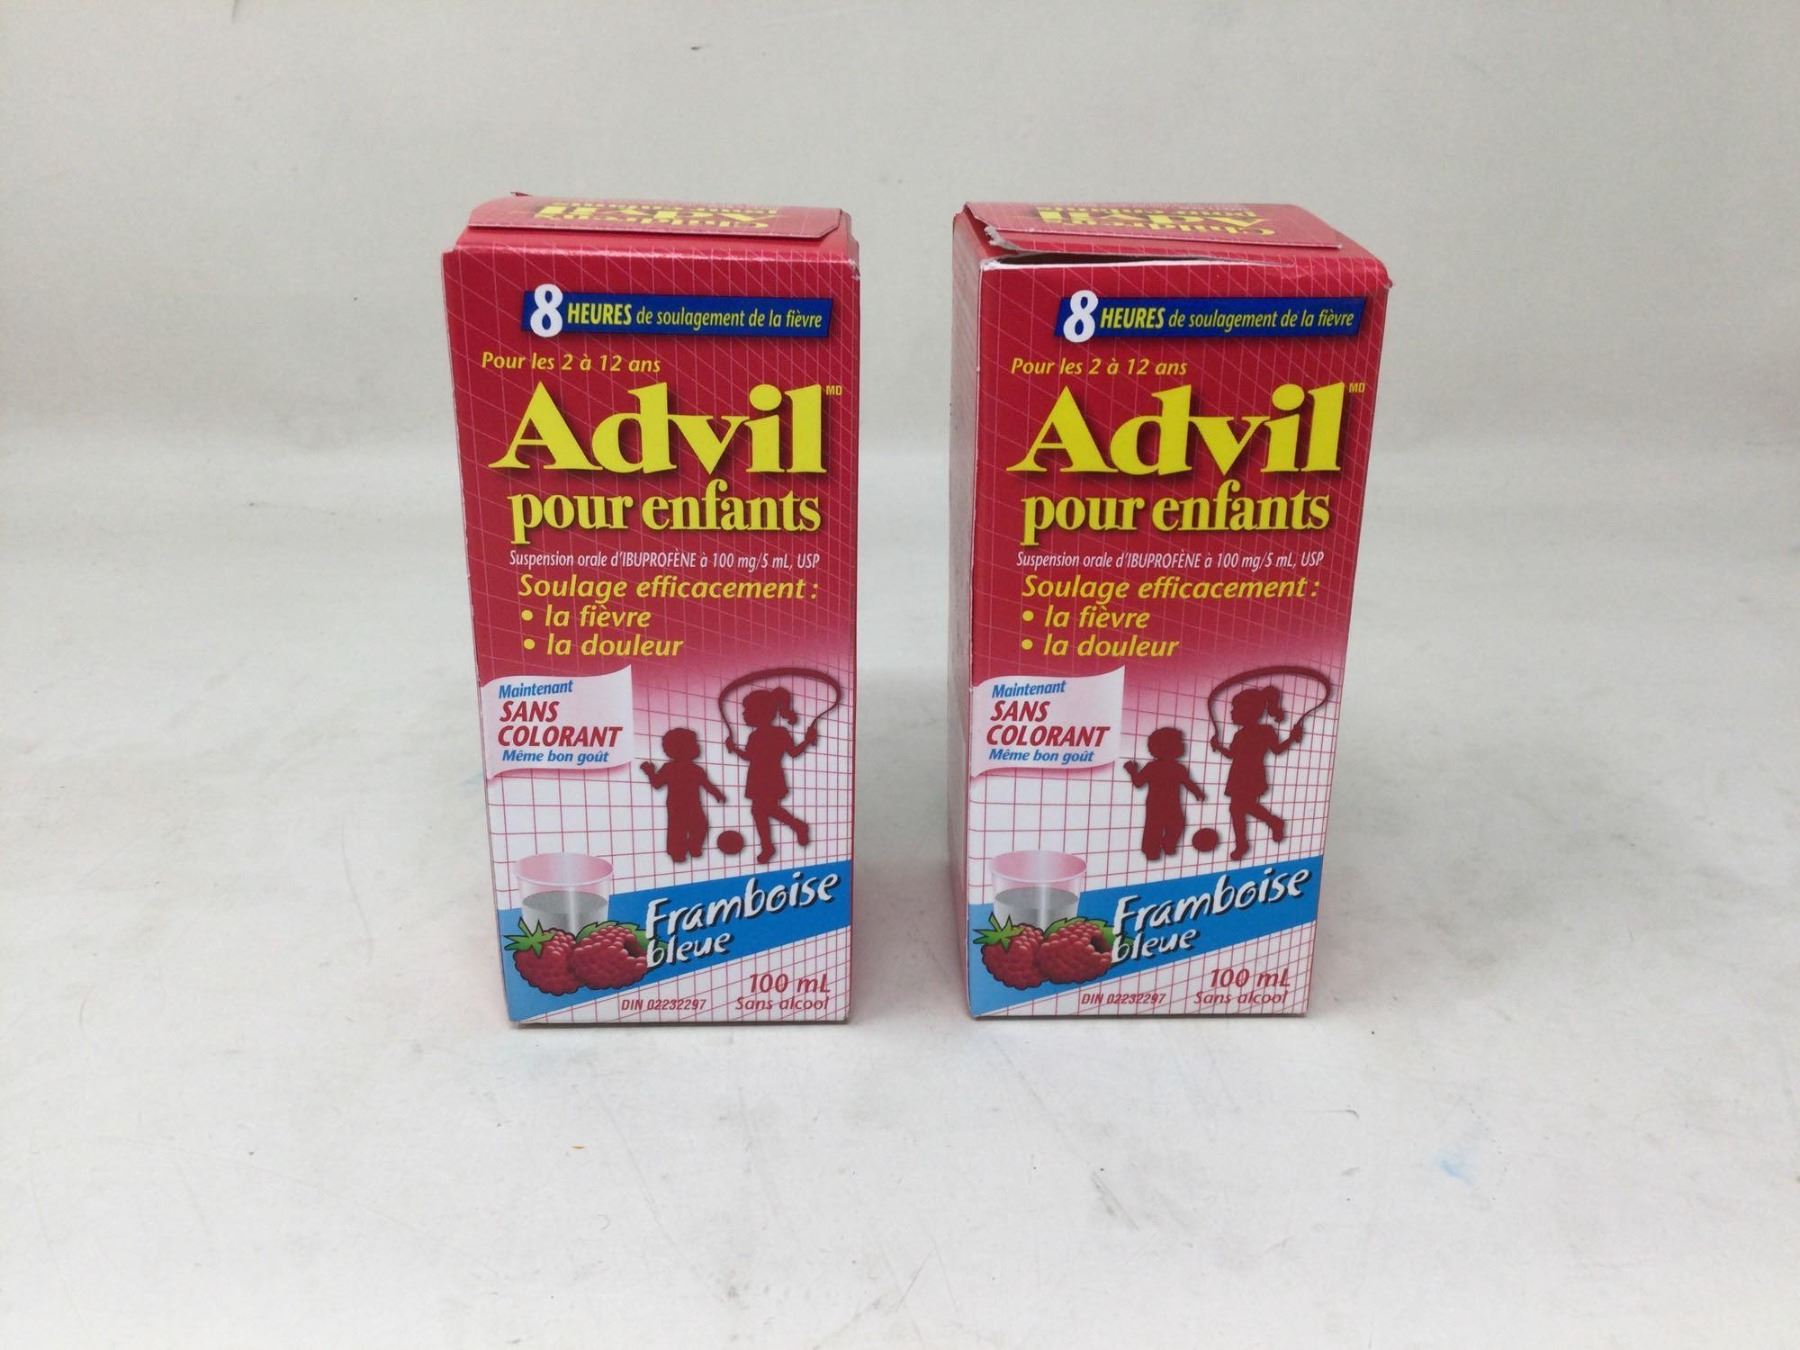 Children's
Advil
8 HEURES de soulagement de la fièvre
Pour les 2 à 12 ans
Advil MD
pour enfants
Suspension orale d'IBUPROFÈNE à 100 mg/5 mL, USP
Soulage efficacement :
• la fièvre
• la douleur
Maintenant
SANS
COLORANT
Même bon goût
Framboise
bleue
100 mL
DIN 02232297 Sans alcool
Children's
Advil
8 HEURES de soulagement de la fièvre
Pour les 2 à 12 ans
Advil MD
pour enfants
Suspension orale d'IBUPROFÈNE à 100 mg/5 mL, USP
Soulage efficacement :
• la fièvre
• la douleur
Maintenant
SANS
COLORANT
Même bon goût
Framboise
bleue
100 mL
DIN 02232297 Sans alcool